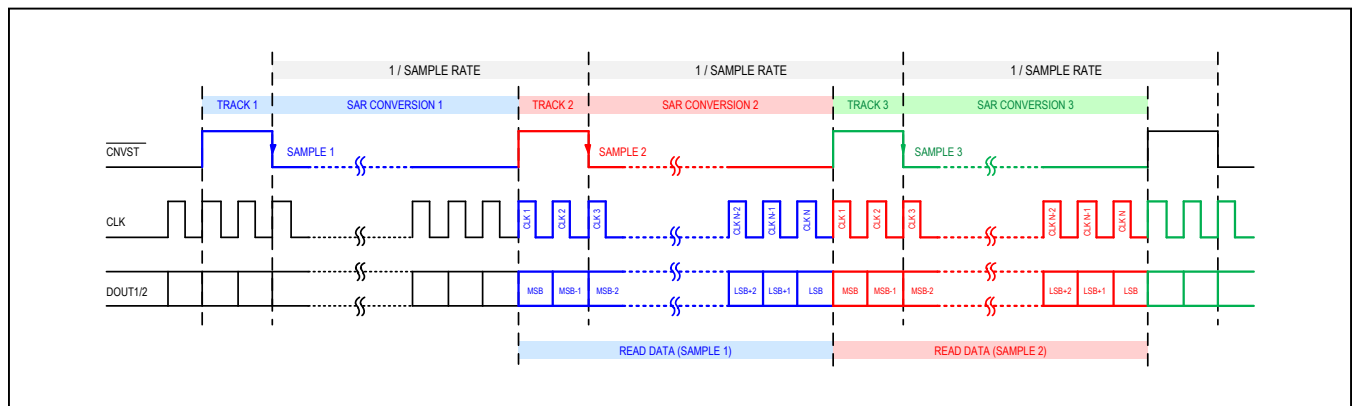 1 / SAMPLE RATE 1 / SAMPLE RATE 1 / SAMPLE RATE
TRACK 1 SAR CONVERSION 1 TRACK 2 SAR CONVERSION 2 TRACK 3 SAR CONVERSION 3
CNVST SAMPLE 1 SAMPLE 2 SAMPLE 3
CLK CLK 1 CLK 2 CLK 3 CLK N-2 CLK N-1 CLK N CLK 1 CLK 2 CLK 3 CLK N-2 CLK N-1 CLK N
DOUT1/2 MSB MSB-1 MSB-2 LSB+2 LSB+1 LSB MSB MSB-1 MSB-2 LSB+2 LSB+1 LSB
READ DATA (SAMPLE 1) READ DATA (SAMPLE 2)